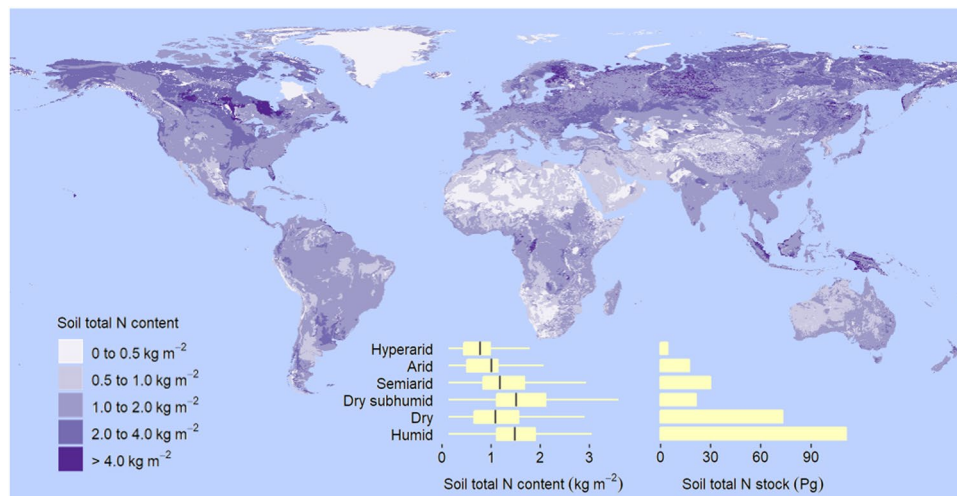 Soil total N content
0 to 0.5 kg m⁻²
0.5 to 1.0 kg m⁻²
1.0 to 2.0 kg m⁻²
2.0 to 4.0 kg m⁻²
> 4.0 kg m⁻²
Hyperarid
Arid
Semiarid
Dry subhumid
Dry
Humid
0 1 2 3
Soil total N content (kg m⁻²)
0 30 60 90
Soil total N stock (Pg)